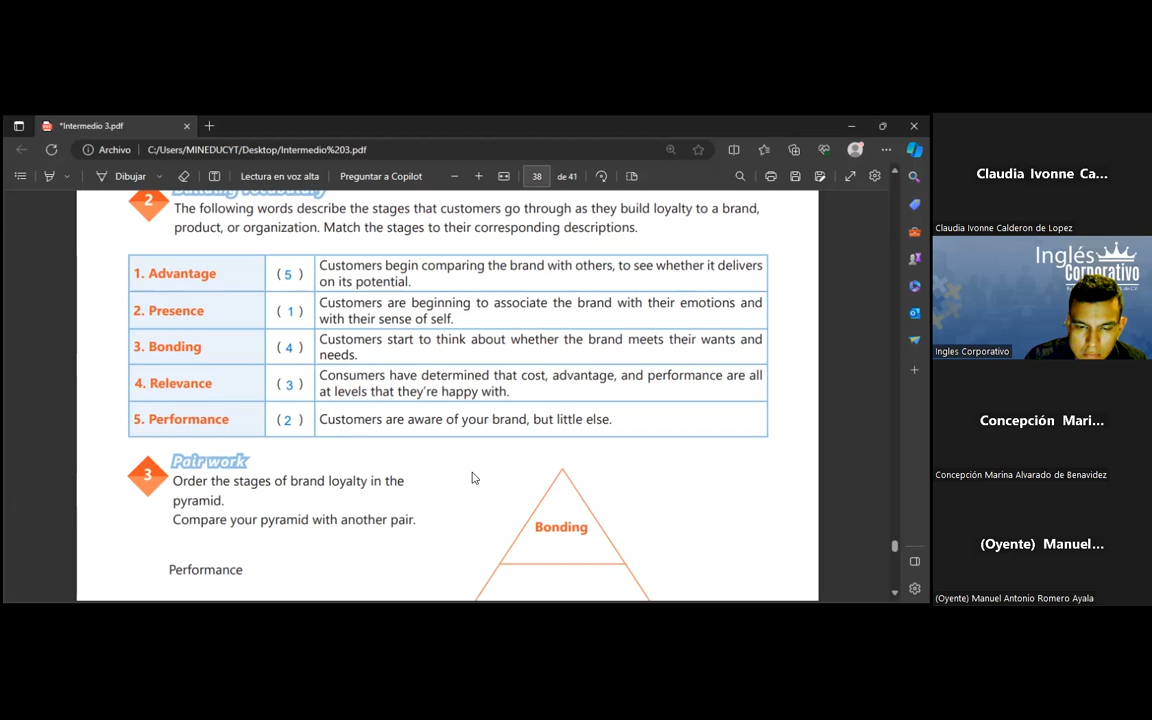 *Intermedio 3.pdf
Archivo C:/Users/MINEDUCYT/Desktop/Intermedio%203.pdf
Dibujar Lectura en voz alta Preguntar a Copilot 38 de 41
2 Building vocabulary
The following words describe the stages that customers go through as they build loyalty to a brand,
product, or organization. Match the stages to their corresponding descriptions.
1. Advantage ( 5 ) Customers begin comparing the brand with others, to see whether it delivers
on its potential.
2. Presence ( 1 ) Customers are beginning to associate the brand with their emotions and
with their sense of self.
3. Bonding ( 4 ) Customers start to think about whether the brand meets their wants and
needs.
4. Relevance ( 3 ) Consumers have determined that cost, advantage, and performance are all
at levels that they're happy with.
5. Performance ( 2 ) Customers are aware of your brand, but little else.
3 Pair work
Order the stages of brand loyalty in the
pyramid.
Compare your pyramid with another pair.
Performance
Bonding
Claudia Ivonne Ca...
Claudia Ivonne Calderon de Lopez
Inglés
Corporativo
Ingles Corporativo
Concepción Mari...
Concepción Marina Alvarado de Benavidez
(Oyente) Manuel...
(Oyente) Manuel Antonio Romero Ayala